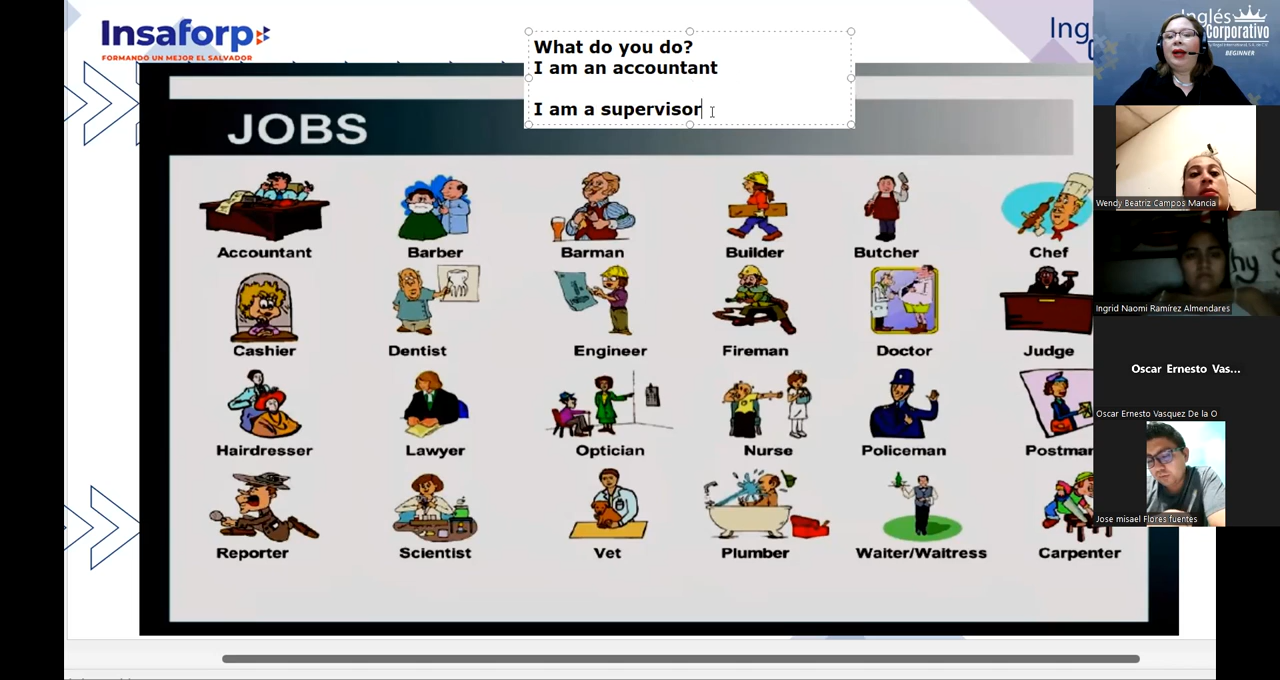 Insaforp
FORMANDO UN MEJOR EL SALVADOR
What do you do?
I am an accountant
I am a supervisor
Ing
Inglés
Corporativo
BEGINNER
JOBS
Accountant
Barber
Barman
Builder
Butcher
Chef
Cashier
Dentist
Engineer
Fireman
Doctor
Judge
Hairdresser
Lawyer
Optician
Nurse
Policeman
Postman
Reporter
Scientist
Vet
Plumber
Waiter/Waitress
Carpenter
Wendy Beatriz Campos Mancia
Ingrid Naomi Ramírez Almendares
Oscar Ernesto Vas...
Oscar Ernesto Vasquez De la O
Jose misael Flores fuentes